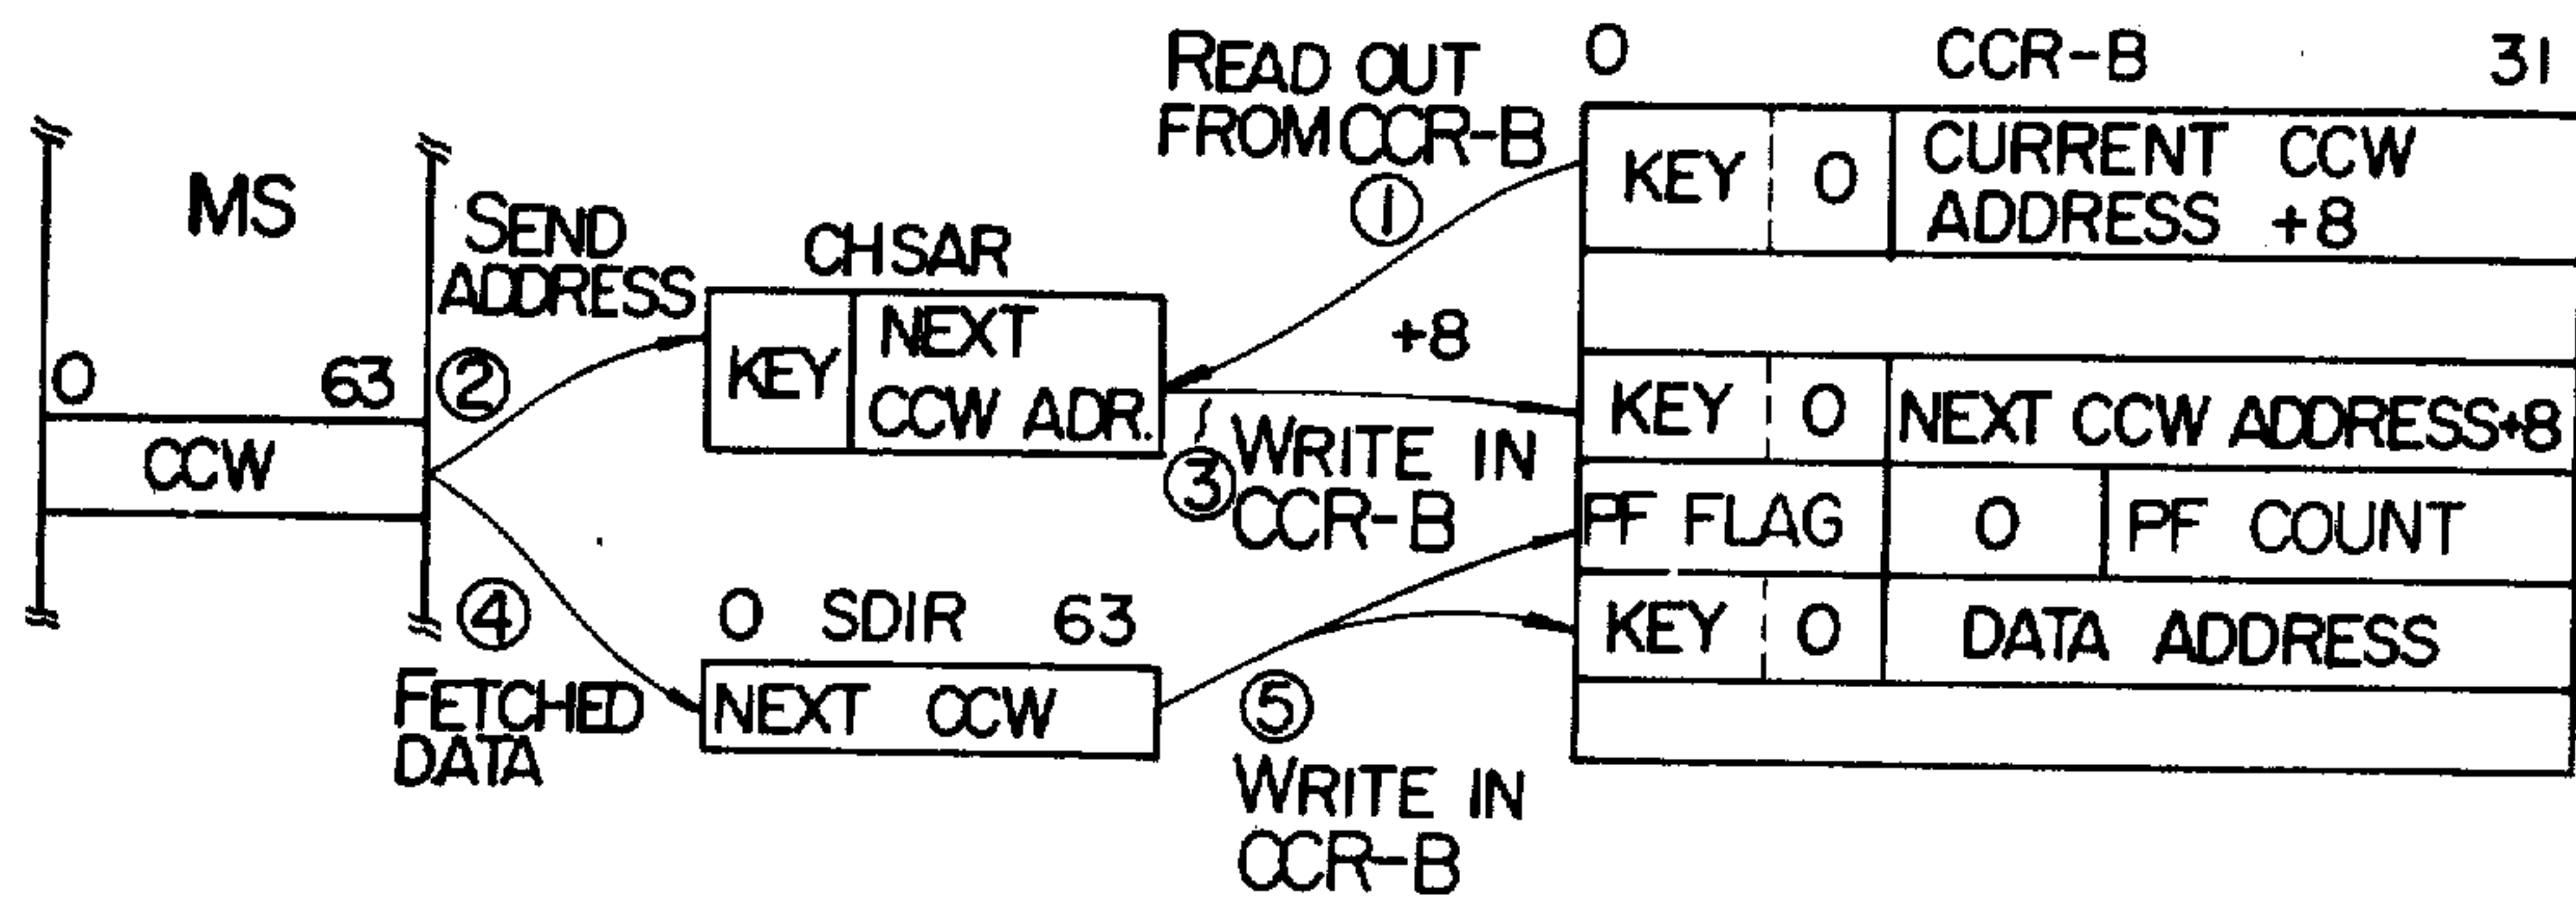 READ OUT
FROM CCR-B
①
0 CCR-B 31
KEY 0 CURRENT CCW
ADDRESS +8
MS
0 63
CCW
SEND
ADDRESS
②
CHSAR
KEY NEXT
CCW ADR.
+8
③ WRITE IN
CCR-B
KEY 0 NEXT CCW ADDRESS+8
PF FLAG 0 PF COUNT
KEY 0 DATA ADDRESS
④
FETCHED
DATA
0 SDIR 63
NEXT CCW
⑤
WRITE IN
CCR-B